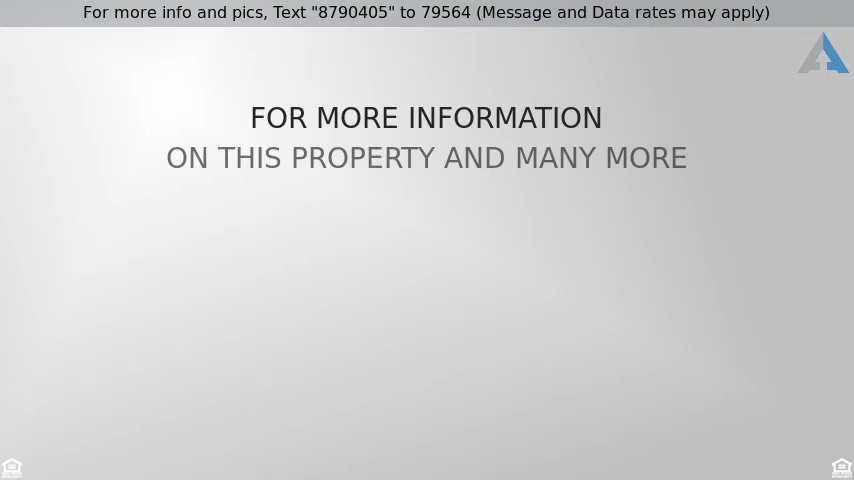 For more info and pics, Text "8790405" to 79564 (Message and Data rates may apply)
FOR MORE INFORMATION
ON THIS PROPERTY AND MANY MORE